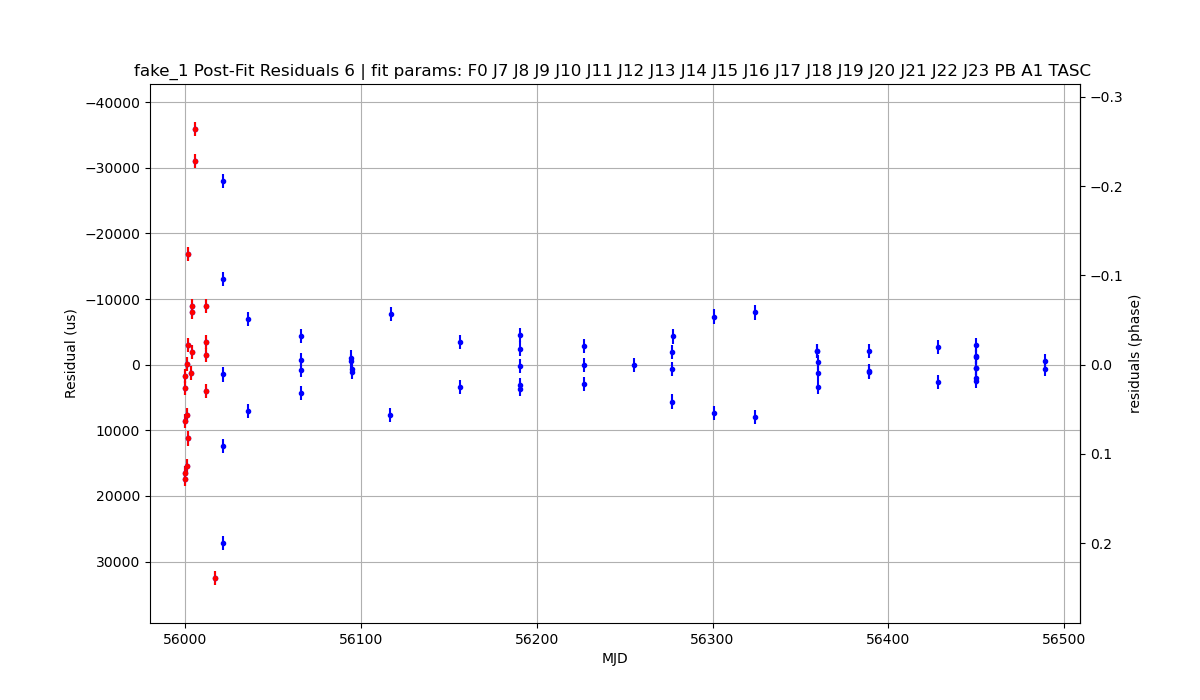 fake_1 Post-Fit Residuals 6 | fit params: F0 J7 J8 J9 J10 J11 J12 J13 J14 J15 J16 J17 J18 J19 J20 J21 J22 J23 PB A1 TASC
−40000
−30000
−20000
−10000
0
10000
20000
30000
Residual (us)
−0.3
−0.2
−0.1
0.0
0.1
0.2
residuals (phase)
56000 56100 56200 56300 56400 56500
MJD